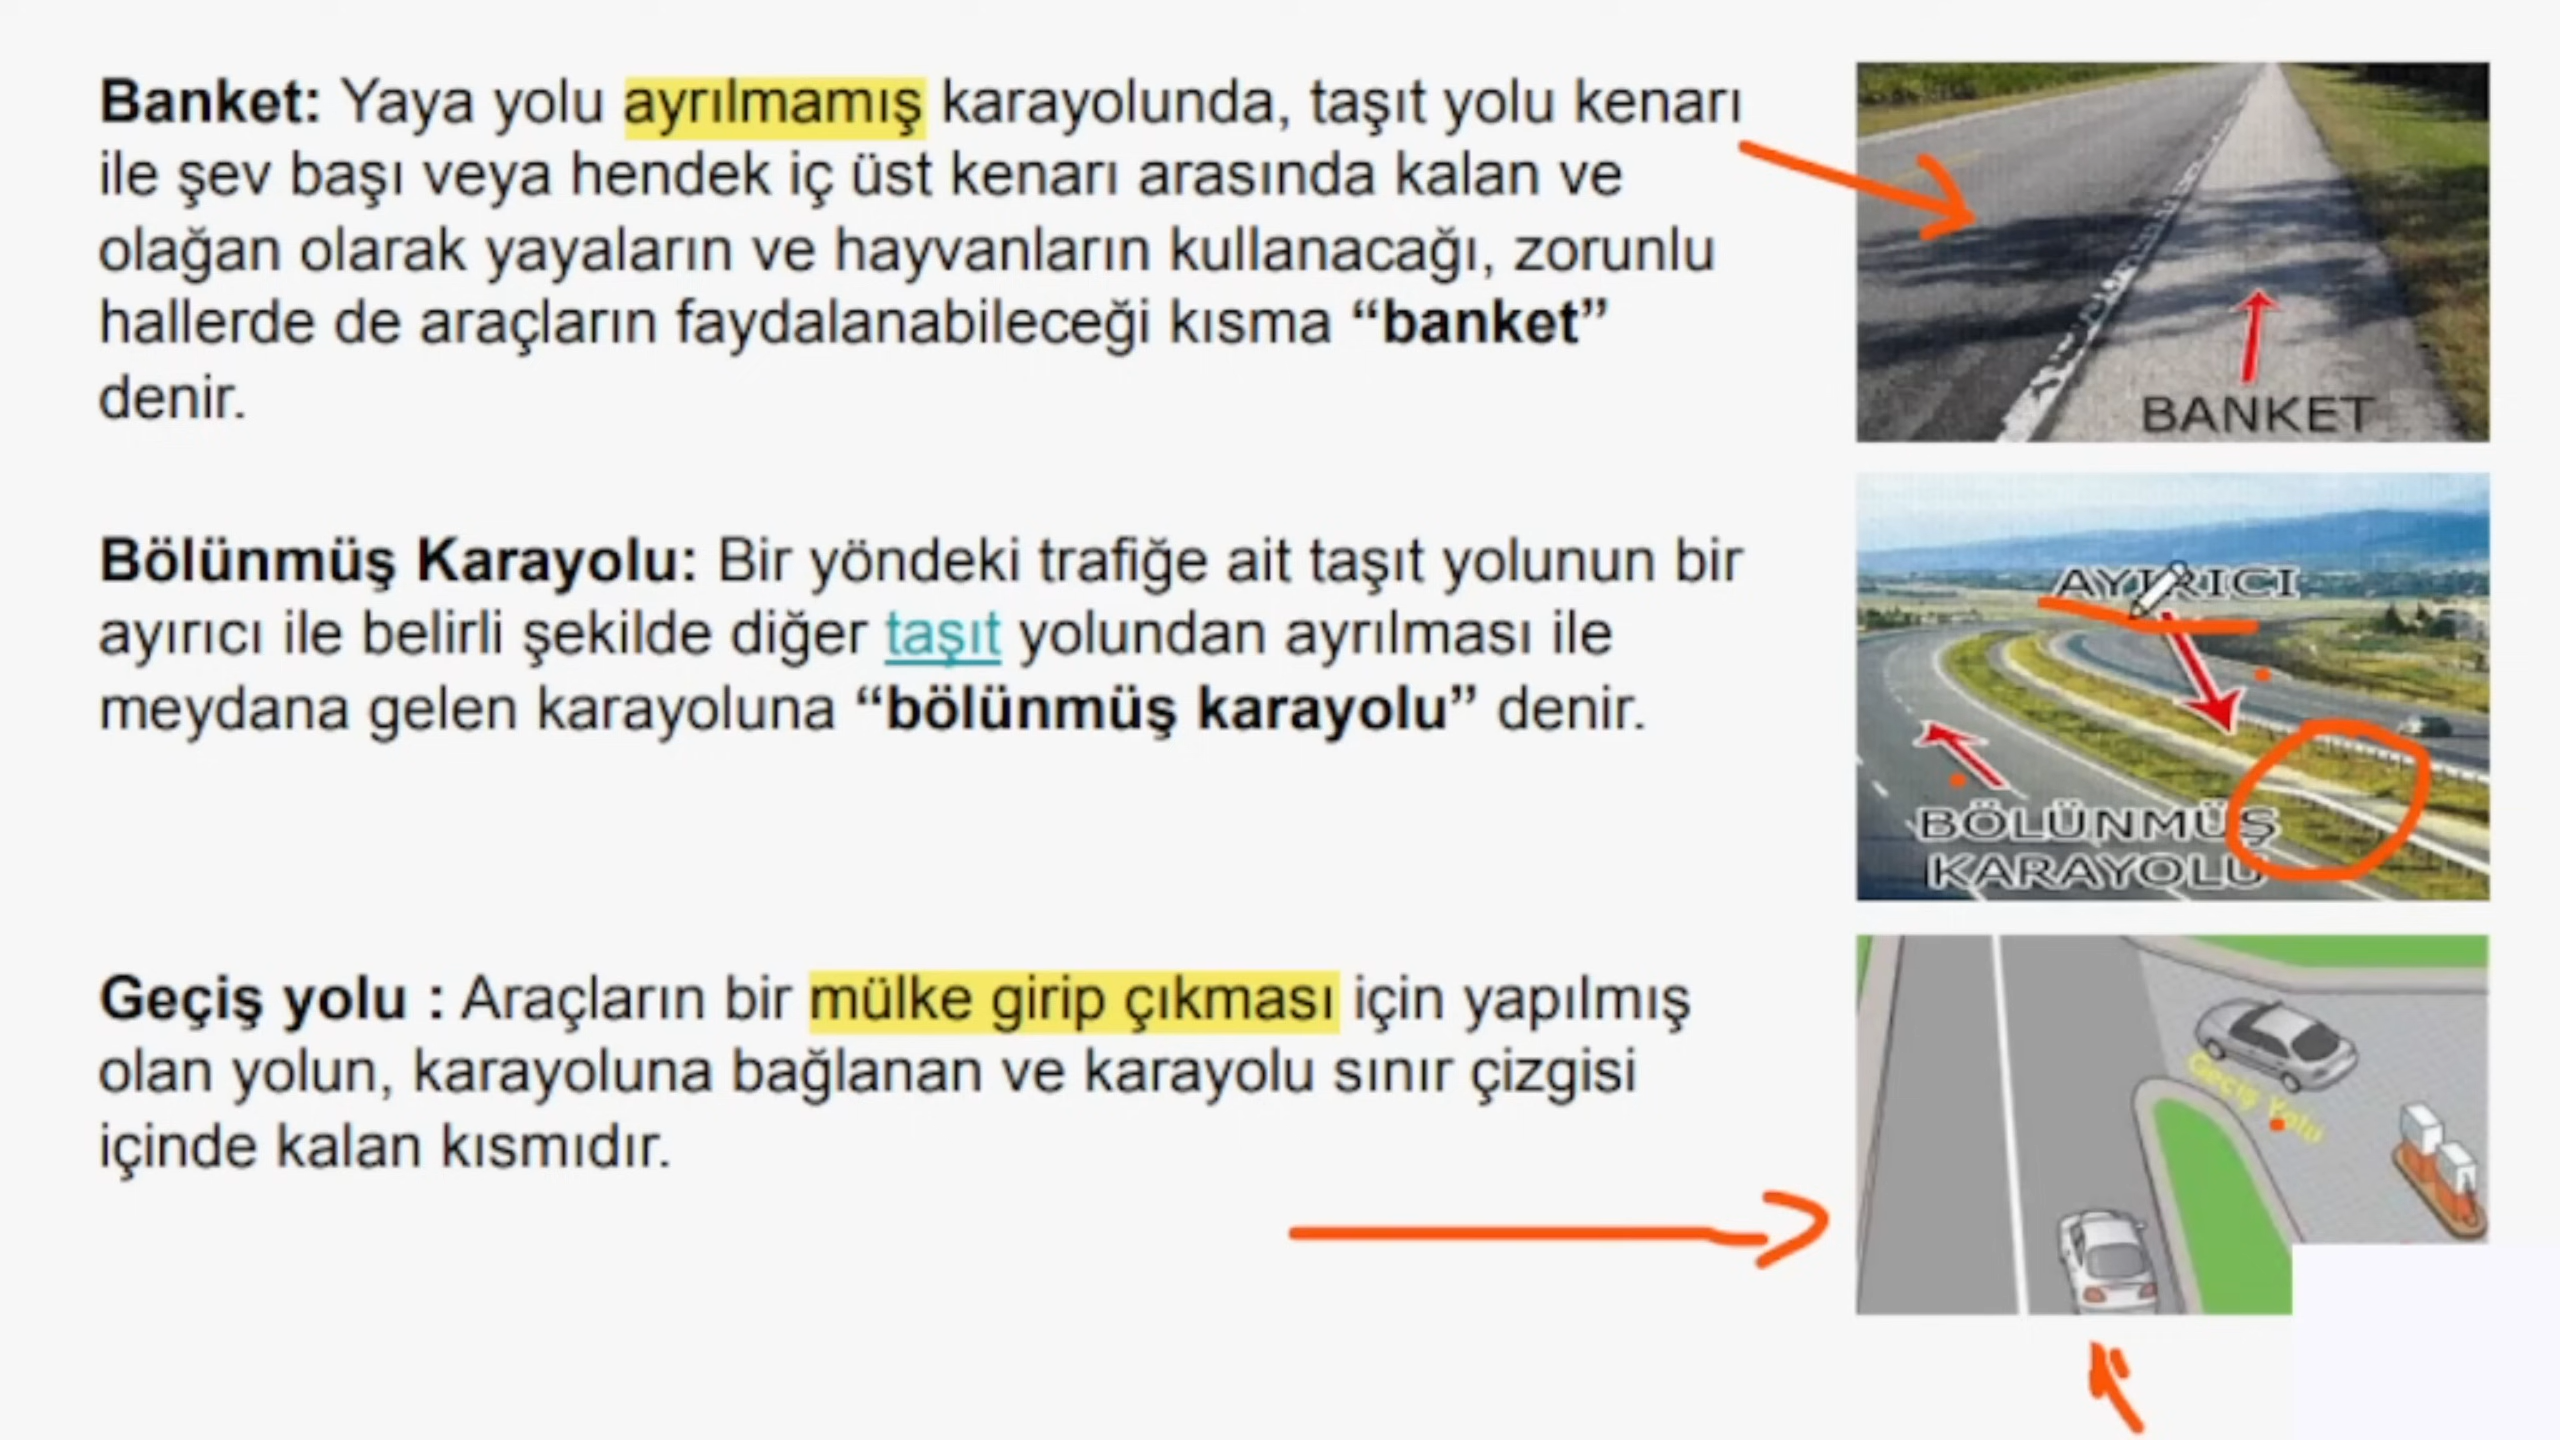 Banket: Yaya yolu ayrılmamış karayolunda, taşıt yolu kenarı
ile şev başı veya hendek iç üst kenarı arasında kalan ve
olağan olarak yayaların ve hayvanların kullanacağı, zorunlu
hallerde de araçların faydalanabileceği kısma “banket”
denir.
BANKET
Bölünmüş Karayolu: Bir yöndeki trafiğe ait taşıt yolunun bir
ayırıcı ile belirli şekilde diğer taşıt yolundan ayrılması ile
meydana gelen karayoluna “bölünmüş karayolu” denir.
AYIRICI
BÖLÜNMÜŞ
KARAYOLU
Geçiş yolu : Araçların bir mülke girip çıkması için yapılmış
olan yolun, karayoluna bağlanan ve karayolu sınır çizgisi
içinde kalan kısmıdır.
Geçiş Yolu